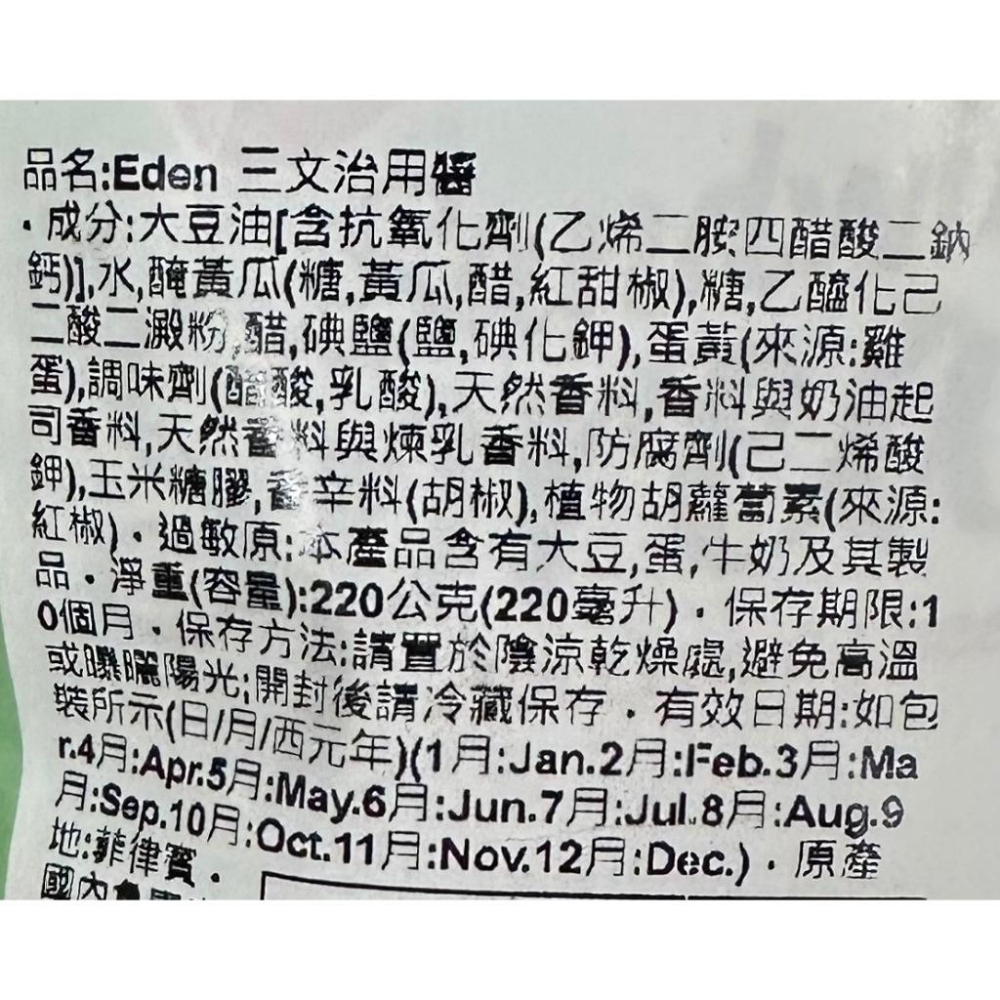 品名:Eden 三文治用醬
·成分:大豆油[含抗氧化劑(乙烯二胺四醋酸二鈉
鈣)],水,醃黃瓜(糖,黃瓜,醋,紅甜椒),糖,乙醯化己
二酸二澱粉,醋,碘鹽(鹽,碘化鉀),蛋黃(來源:雞
蛋),調味劑(醋酸,乳酸),天然香料,香料與奶油起
司香料,天然香料與煉乳香料,防腐劑(己二烯酸
鉀),玉米糖膠,香辛料(胡椒),植物胡蘿蔔素(來源:
紅椒)·過敏原:本產品含有大豆,蛋,牛奶及其製
品·淨重(容量):220公克(220毫升)·保存期限:1
0個月·保存方法:請置於陰涼乾燥處,避免高溫
或曝曬陽光;開封後請冷藏保存·有效日期:如包
裝所示(日/月/西元年)(1月:Jan.2月:Feb.3月:Ma
r.4月:Apr.5月:May.6月:Jun.7月:Jul.8月:Aug.9
月:Sep.10月:Oct.11月:Nov.12月:Dec.)·原產
地:菲律賓·
國內負